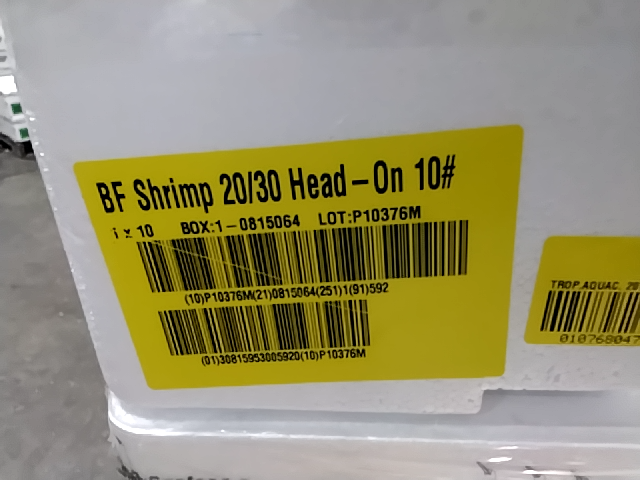 BF Shrimp 20/30 Head-On 10#
1 x 10 BOX:1-0815064 LOT:P10376M
(10)P10376M(21)0815064(251)1(91)592
(01)30815953005920(10)P10376M
TROP.AQUAC.
010768047